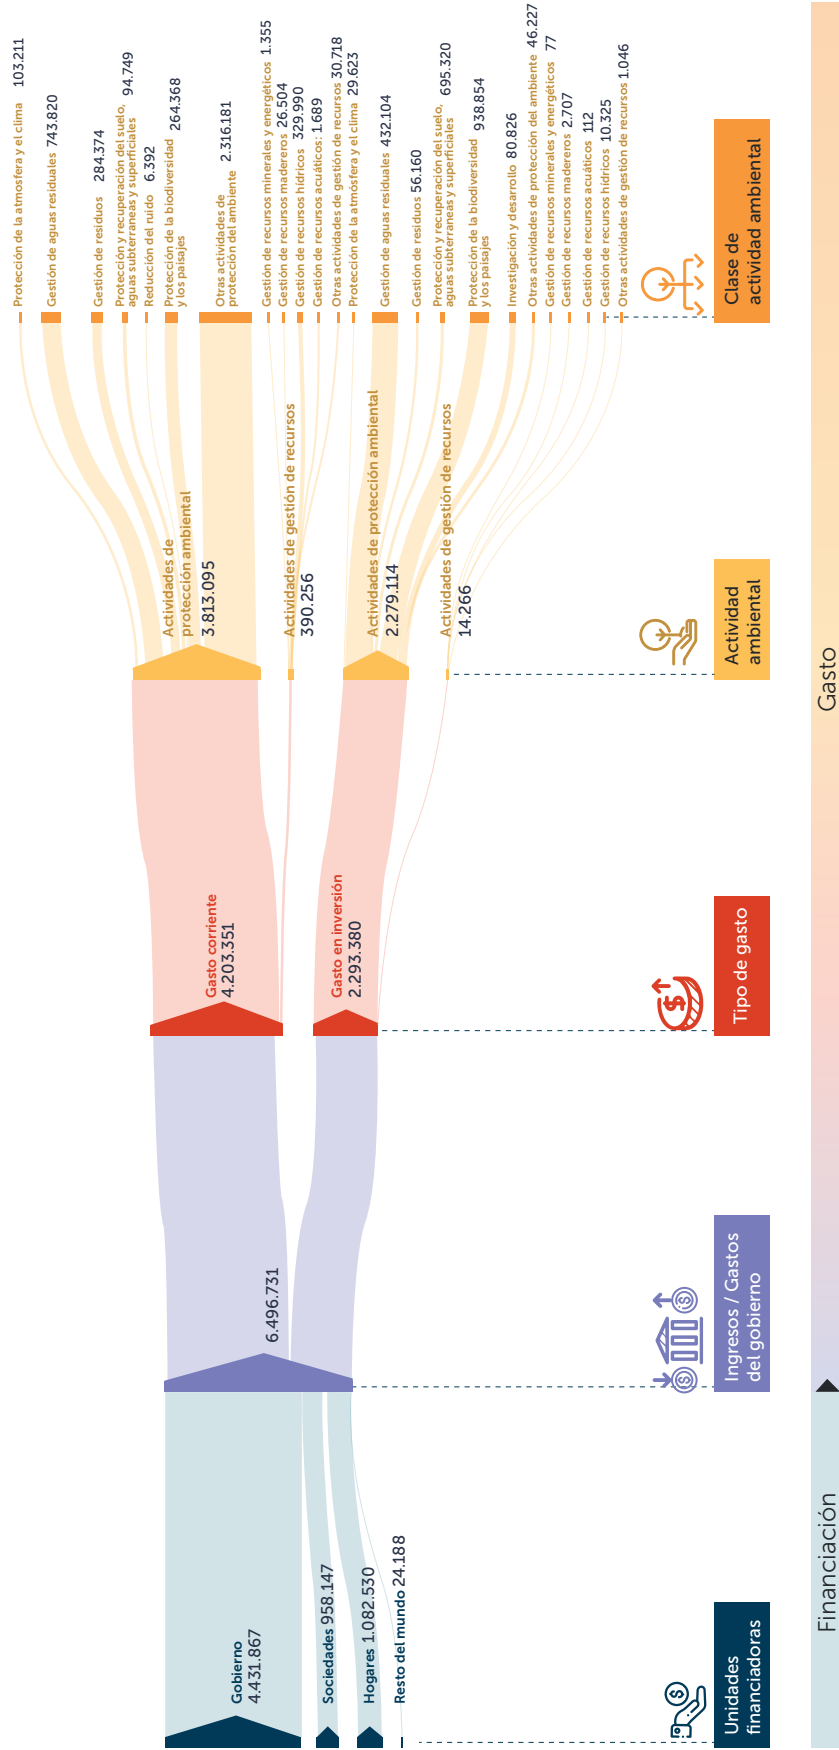 Gobierno
4.431.867
Sociedades 958.147
Hogares 1.082.530
Resto del mundo 24.188
6.496.731
Gasto corriente
4.203.351
Gasto en inversión
2.293.380
Actividades de
protección ambiental
3.813.095
Actividades de gestión de recursos
390.256
Actividades de protección ambiental
2.279.114
Actividades de gestión de recursos
14.266
Protección de la atmosfera y el clima 103.211
Gestión de aguas residuales 743.820
Gestión de residuos 284.374
Protección y recuperación del suelo,
aguas subterraneas y superficiales 94.749
Reducción del ruido 6.392
Protección de la biodiversidad
y los paisajes 264.368
Otras actividades de
protección del ambiente 2.316.181
Gestión de recursos minerales y energéticos 1.355
Gestión de recursos madereros 26.504
Gestión de recursos hídricos 329.990
Gestión de recursos acuáticos: 1.689
Otras actividades de gestión de recursos 30.718
Protección de la atmósfera y el clima 29.623
Gestión de aguas residuales 432.104
Gestión de residuos 56.160
Protección y recuperación del suelo,
aguas subterraneas y superficiales 695.320
Protección de la biodiversidad
y los paisajes 938.854
Investigación y desarrollo 80.826
Otras actividades de protección del ambiente 46.227
Gestión de recursos minerales y energéticos 77
Gestión de recursos madereros 2.707
Gestión de recursos acuáticos 112
Gestión de recursos hídricos 10.325
Otras actividades de gestión de recursos 1.046
Unidades
financiadoras
Ingresos / Gastos
del gobierno
Tipo de gasto
Actividad
ambiental
Clase de
actividad ambiental
Financiación
Gasto